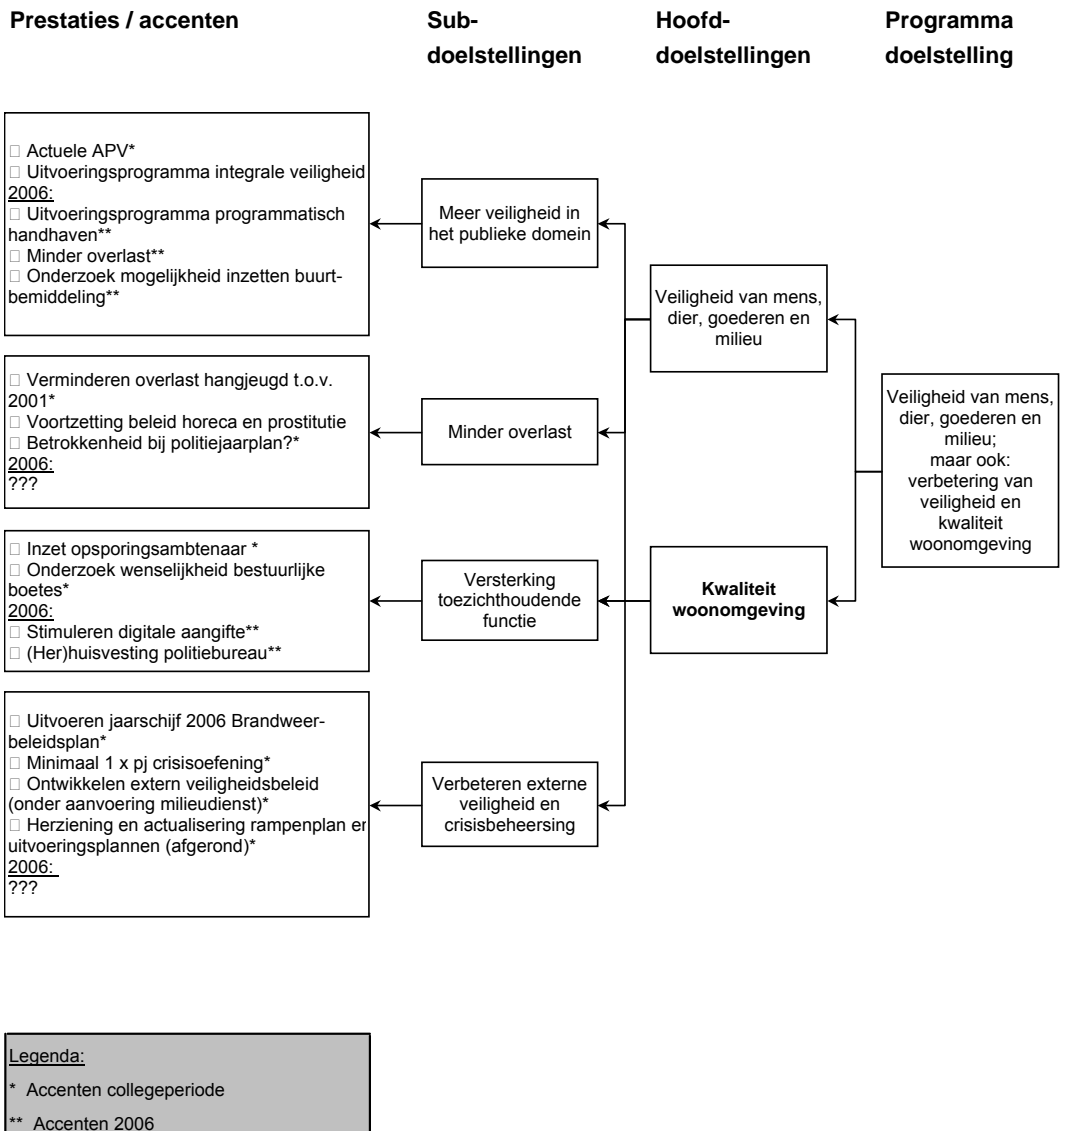 Prestaties / accenten
Sub-
doelstellingen
Hoofd-
doelstellingen
Programma
doelstelling
□ Actuele APV*
□ Uitvoeringsprogramma integrale veiligheid
2006:
□ Uitvoeringsprogramma programmatisch
handhaven**
□ Minder overlast**
□ Onderzoek mogelijkheid inzetten buurt-
bemiddeling**
□ Verminderen overlast hangjeugd t.o.v.
2001*
□ Voortzetting beleid horeca en prostitutie
□ Betrokkenheid bij politiejaarplan?*
2006:
???
□ Inzet opsporingsambtenaar *
□ Onderzoek wenselijkheid bestuurlijke
boetes*
2006:
□ Stimuleren digitale aangifte**
□ (Her)huisvesting politiebureau**
□ Uitvoeren jaarschijf 2006 Brandweer-
beleidsplan*
□ Minimaal 1 x pj crisisoefening*
□ Ontwikkelen extern veiligheidsbeleid
(onder aanvoering milieudienst)*
□ Herziening en actualisering rampenplan en
uitvoeringsplannen (afgerond)*
2006:
???
Meer veiligheid in
het publieke domein
Minder overlast
Versterking
toezichthoudende
functie
Verbeteren externe
veiligheid en
crisisbeheersing
Veiligheid van mens,
dier, goederen en
milieu
Kwaliteit
woonomgeving
Veiligheid van mens,
dier, goederen en
milieu;
maar ook:
verbetering van
veiligheid en
kwaliteit
woonomgeving
Legenda:
* Accenten collegeperiode
** Accenten 2006